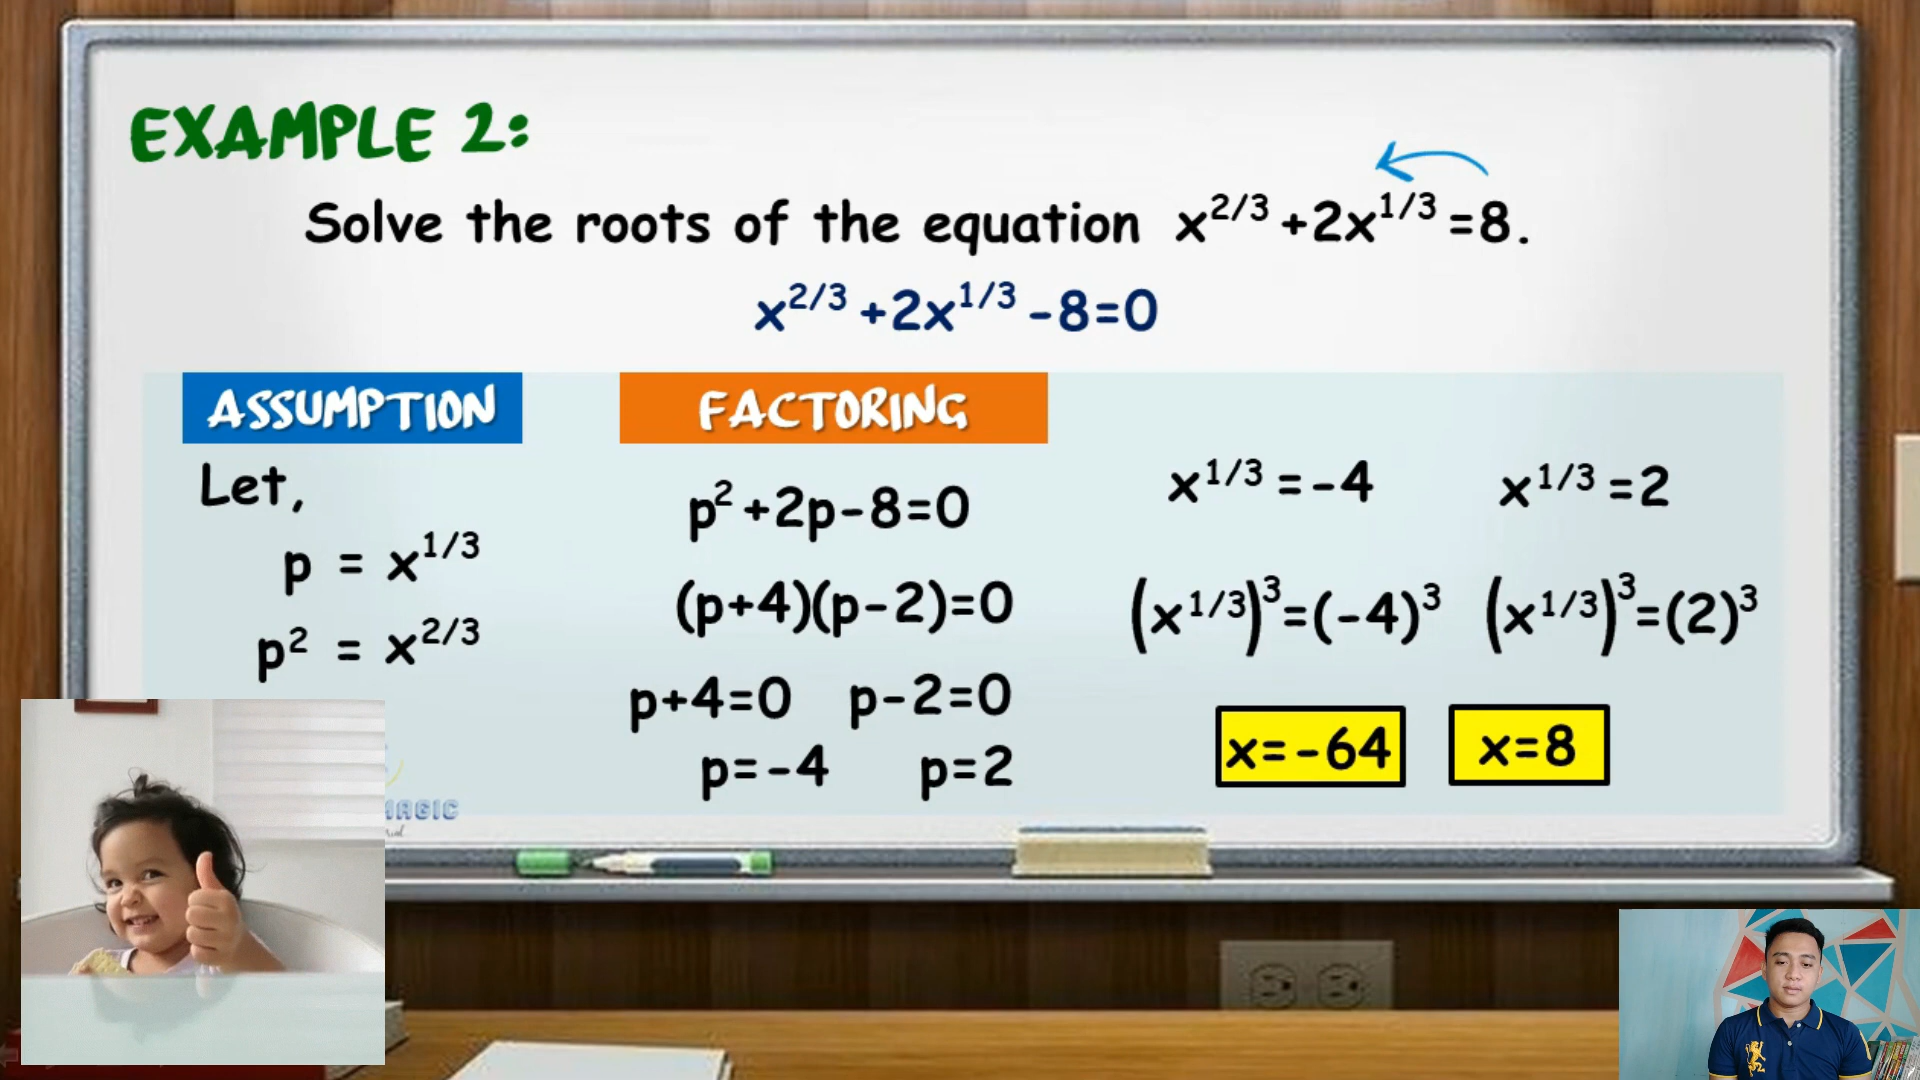 EXAMPLE 2:
Solve the roots of the equation x^2/3 +2x^1/3 =8.
x^2/3 +2x^1/3 -8=0
ASSUMPTION
Let,
p = x^1/3
p² = x^2/3
FACTORING
p² +2p-8=0
(p+4)(p-2)=0
p+4=0 p-2=0
p=-4 p=2
x^1/3 =-4 x^1/3 =2
(x^1/3)³=(-4)³ (x^1/3)³=(2)³
x=-64 x=8